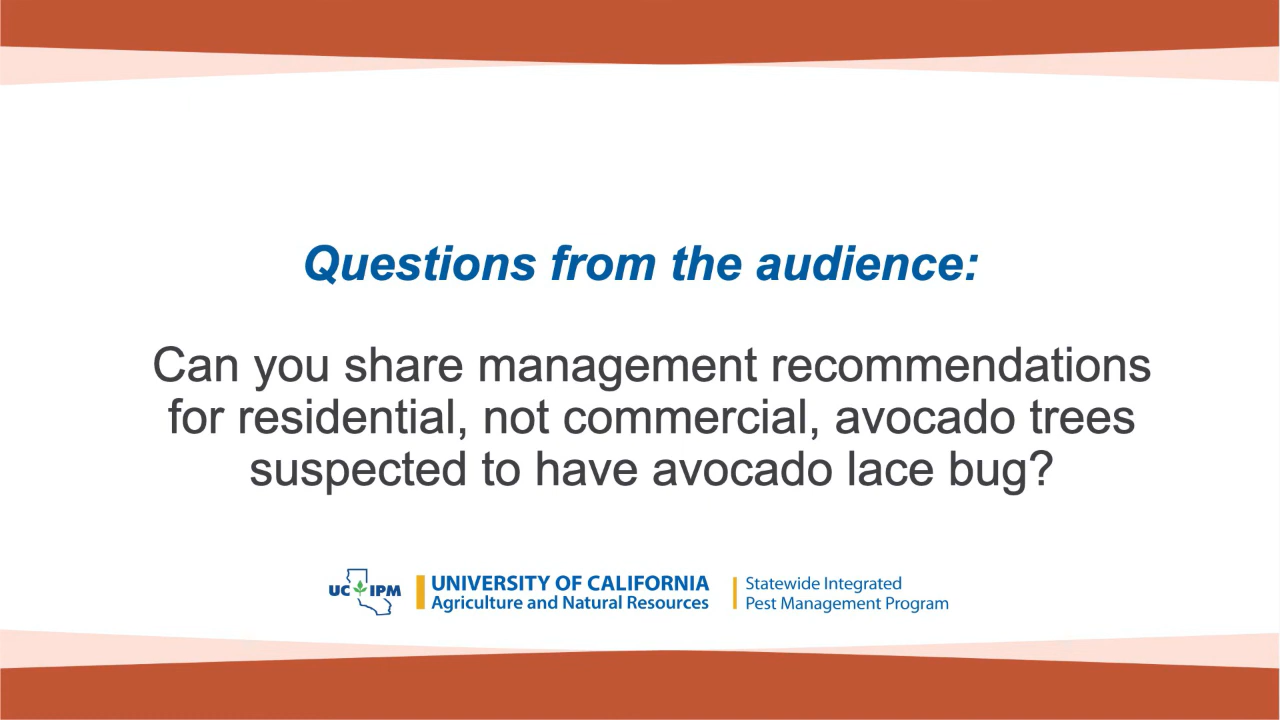 Questions from the audience:
Can you share management recommendations
for residential, not commercial, avocado trees
suspected to have avocado lace bug?
UC IPM
UNIVERSITY OF CALIFORNIA
Agriculture and Natural Resources
Statewide Integrated
Pest Management Program